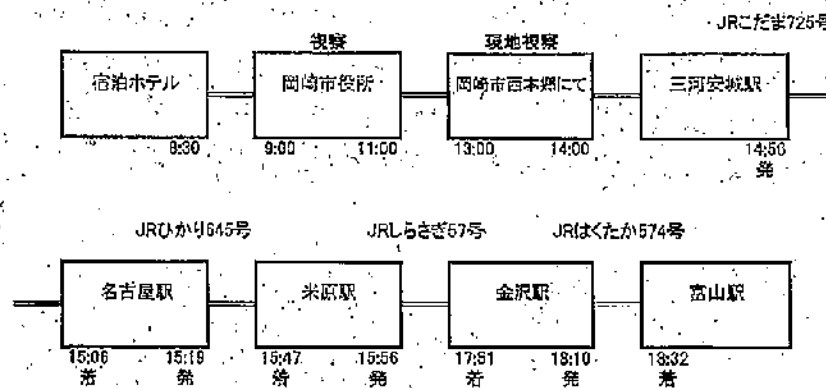 JRこだま725号
視察
現地視察
宿泊ホテル
岡崎市役所
岡崎市西本郷にて
三河安城駅
8:30
9:00
11:00
13:00
14:00
14:56
発
JRひかり645号
JRしらさぎ57号
JRはくたか574号
名古屋駅
米原駅
金沢駅
富山駅
15:06
15:19
15:47
15:56
17:51
18:10
18:32
着
発
着
発
着
発
着